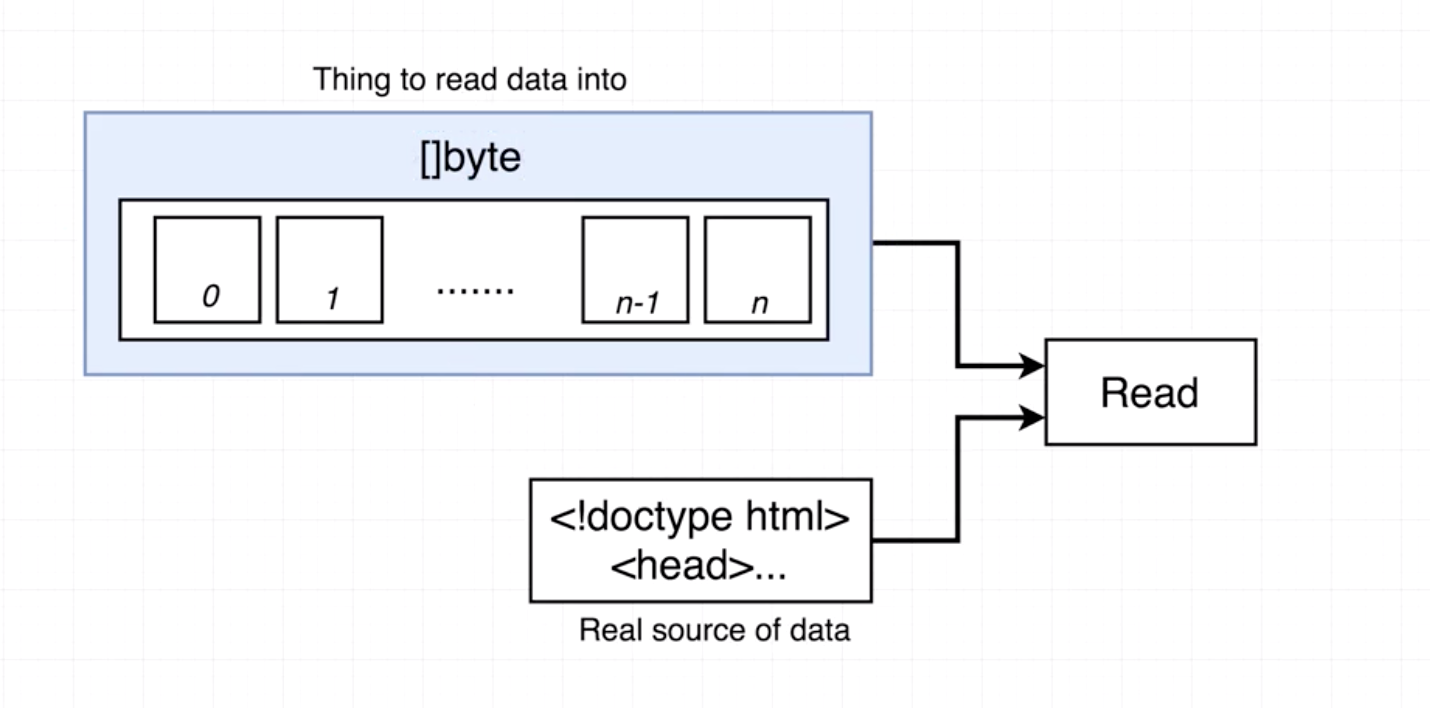 Thing to read data into
[]byte
0 1 ....... n-1 n
Read
<!doctype html>
<head>...
Real source of data